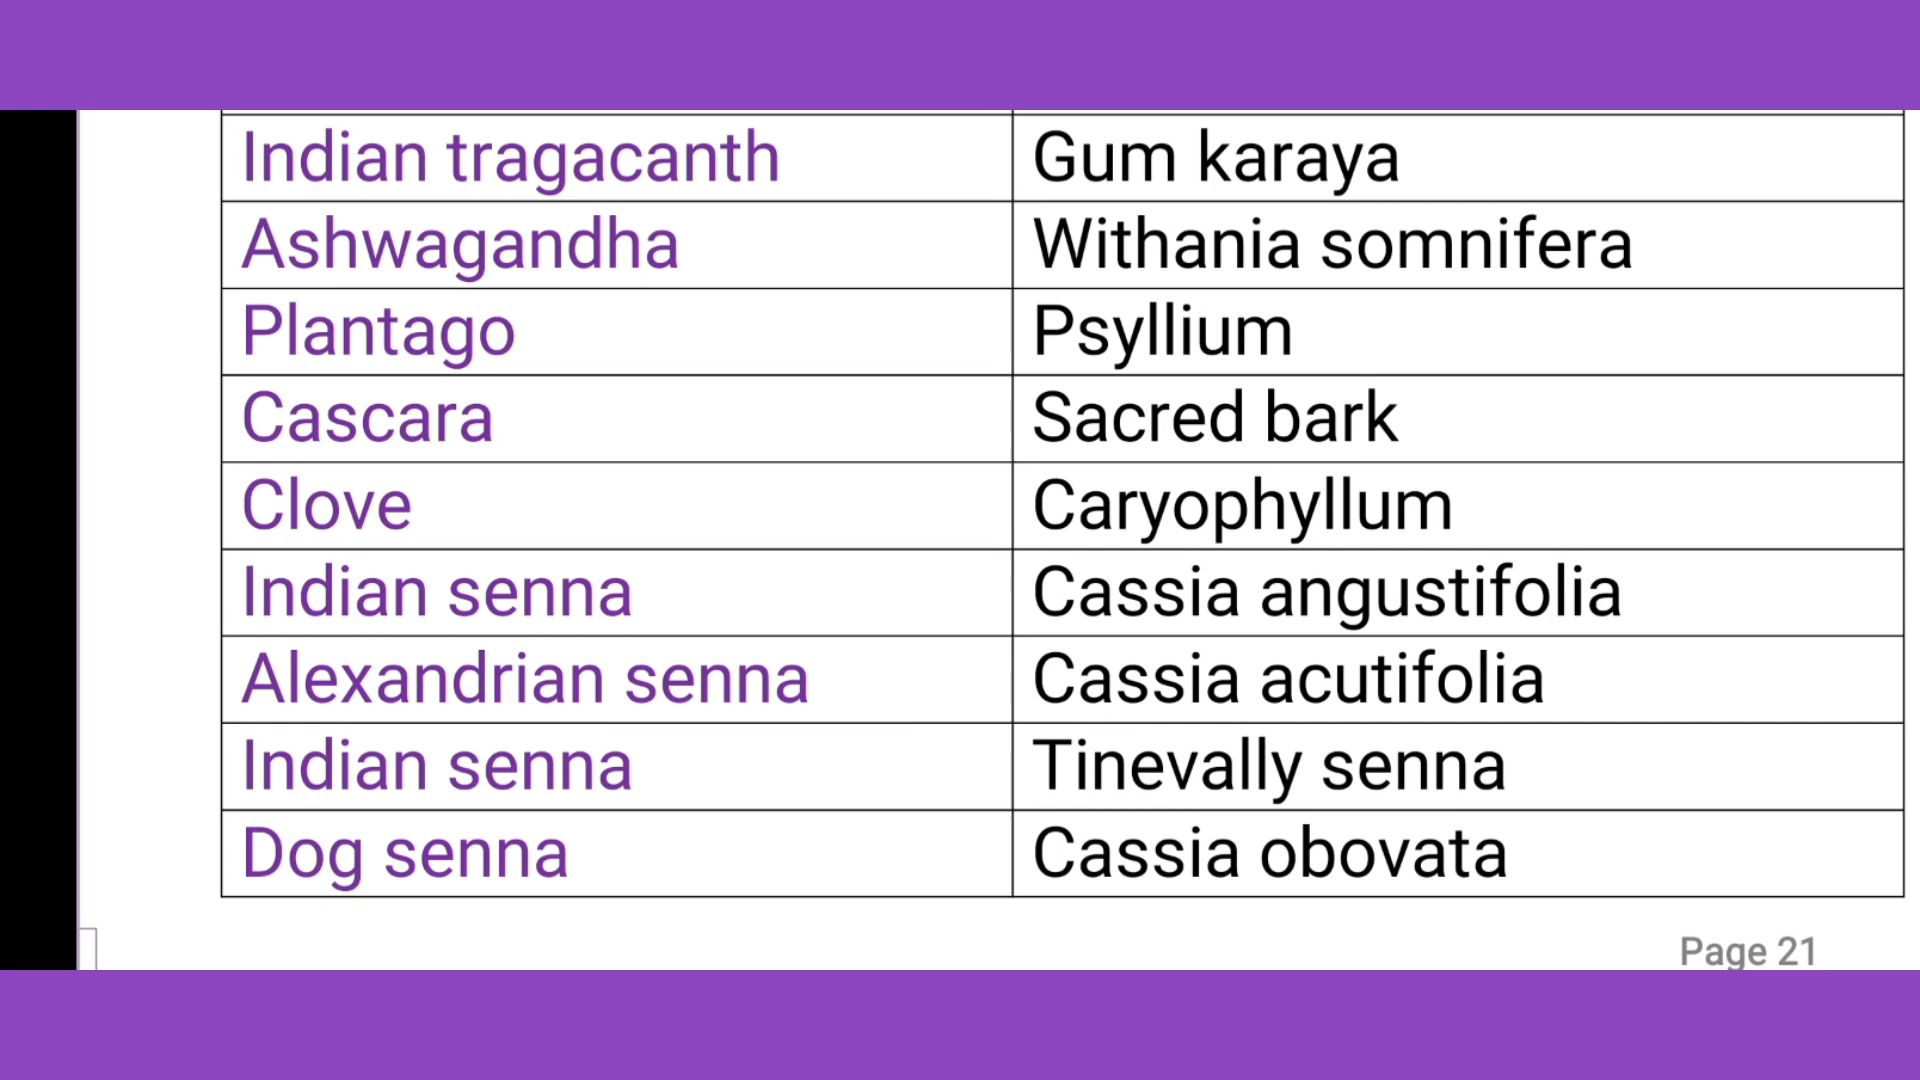 Indian tragacanth Gum karaya
Ashwagandha Withania somnifera
Plantago Psyllium
Cascara Sacred bark
Clove Caryophyllum
Indian senna Cassia angustifolia
Alexandrian senna Cassia acutifolia
Indian senna Tinevally senna
Dog senna Cassia obovata
Page 21